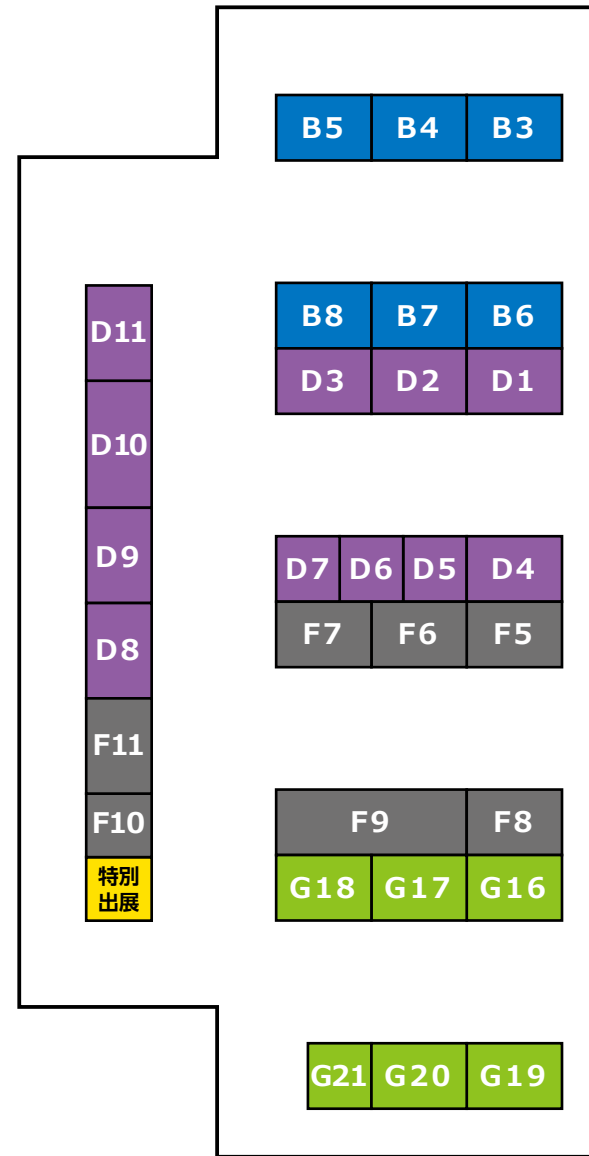 B5 B4 B3
B8 B7 B6
D3 D2 D1
D11
D10
D9
D8
F11
F10
特別
出展
D7 D6 D5 D4
F7 F6 F5
F9 F8
G18 G17 G16
G21 G20 G19